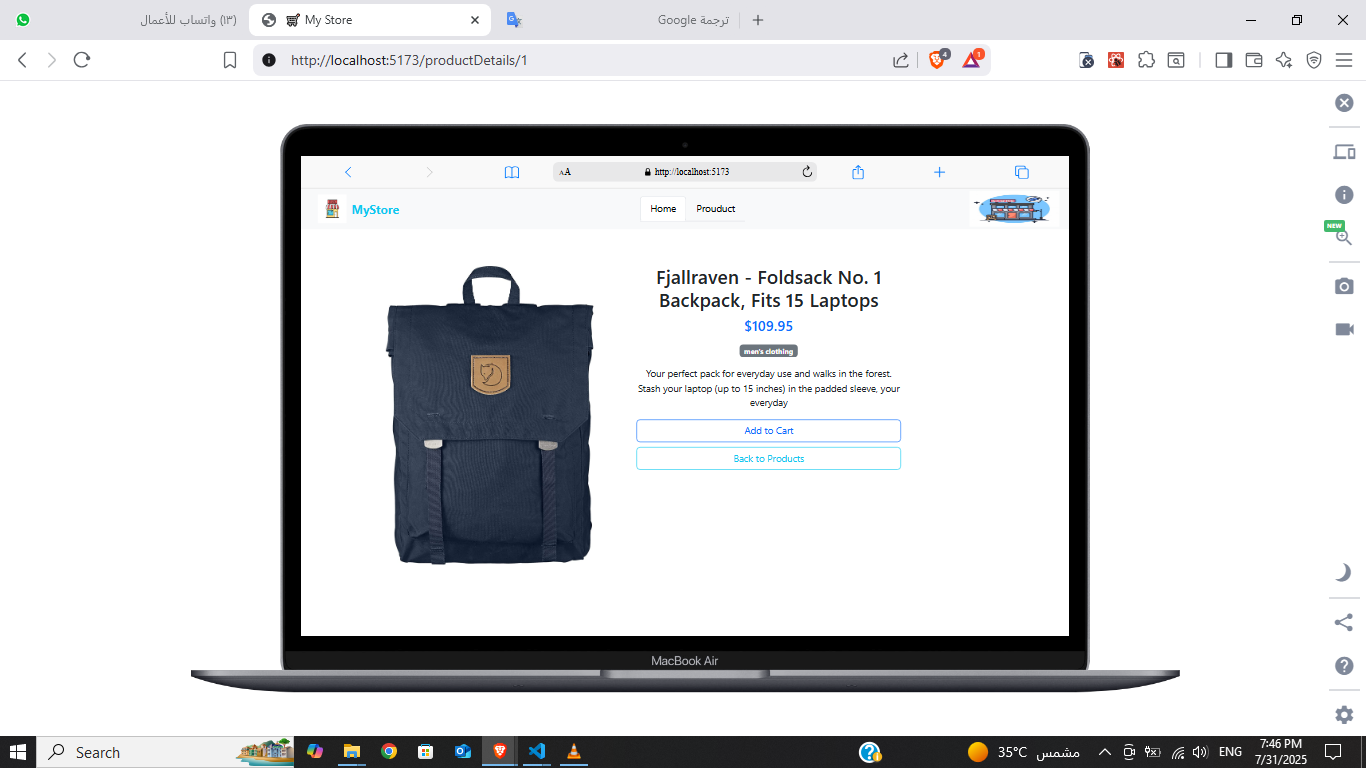 (١٣) واتساب للأعمال
My Store
ترجمة Google
http://localhost:5173/productDetails/1
4
1
AA
http://localhost:5173
MyStore
Home
Prouduct
NEW
Fjallraven - Foldsack No. 1
Backpack, Fits 15 Laptops
$109.95
men's clothing
Your perfect pack for everyday use and walks in the forest.
Stash your laptop (up to 15 inches) in the padded sleeve, your
everyday
Add to Cart
Back to Products
MacBook Air
Search
35°C مشمس
ENG
7:46 PM
7/31/2025